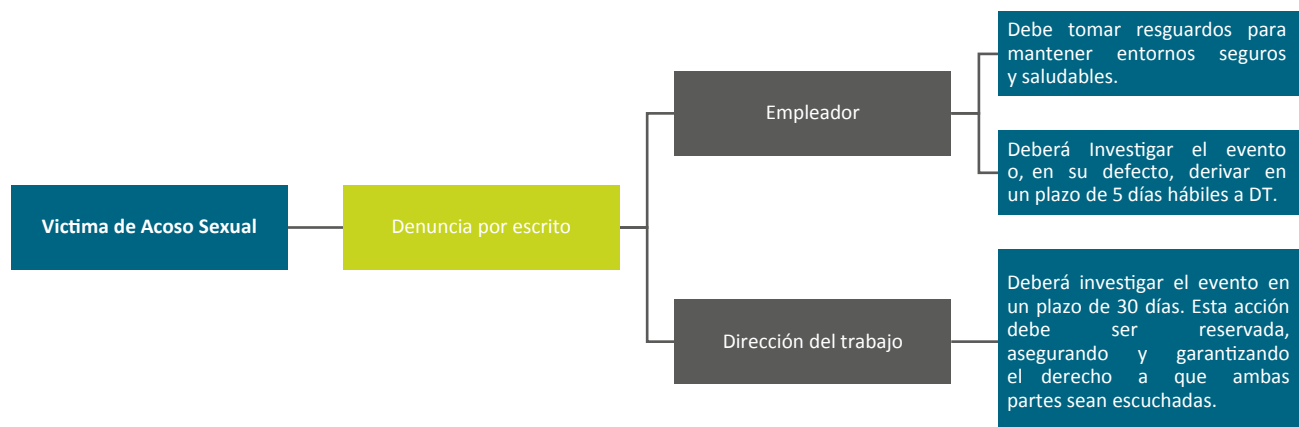 Victima de Acoso Sexual
Denuncia por escrito
Empleador
Debe tomar resguardos para
mantener entornos seguros
y saludables.
Deberá Investigar el evento
o, en su defecto, derivar en
un plazo de 5 días hábiles a DT.
Dirección del trabajo
Deberá investigar el evento en
un plazo de 30 días. Esta acción
debe ser reservada,
asegurando y garantizando
el derecho a que ambas
partes sean escuchadas.